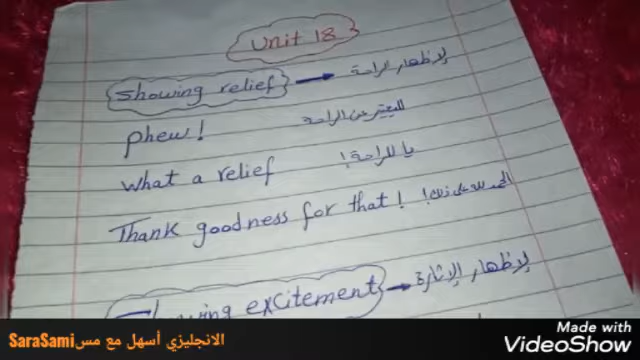 Unit 18
Showing relief → لإظهار الراحة
phew! للتعبير عن الراحة
What a relief يا للراحة!
Thank goodness for that! الحمد لله على ذلك!
Showing excitement → لإظهار الإثارة
SaraSami الانجليزي أسهل مع مس
Made with
VideoShow